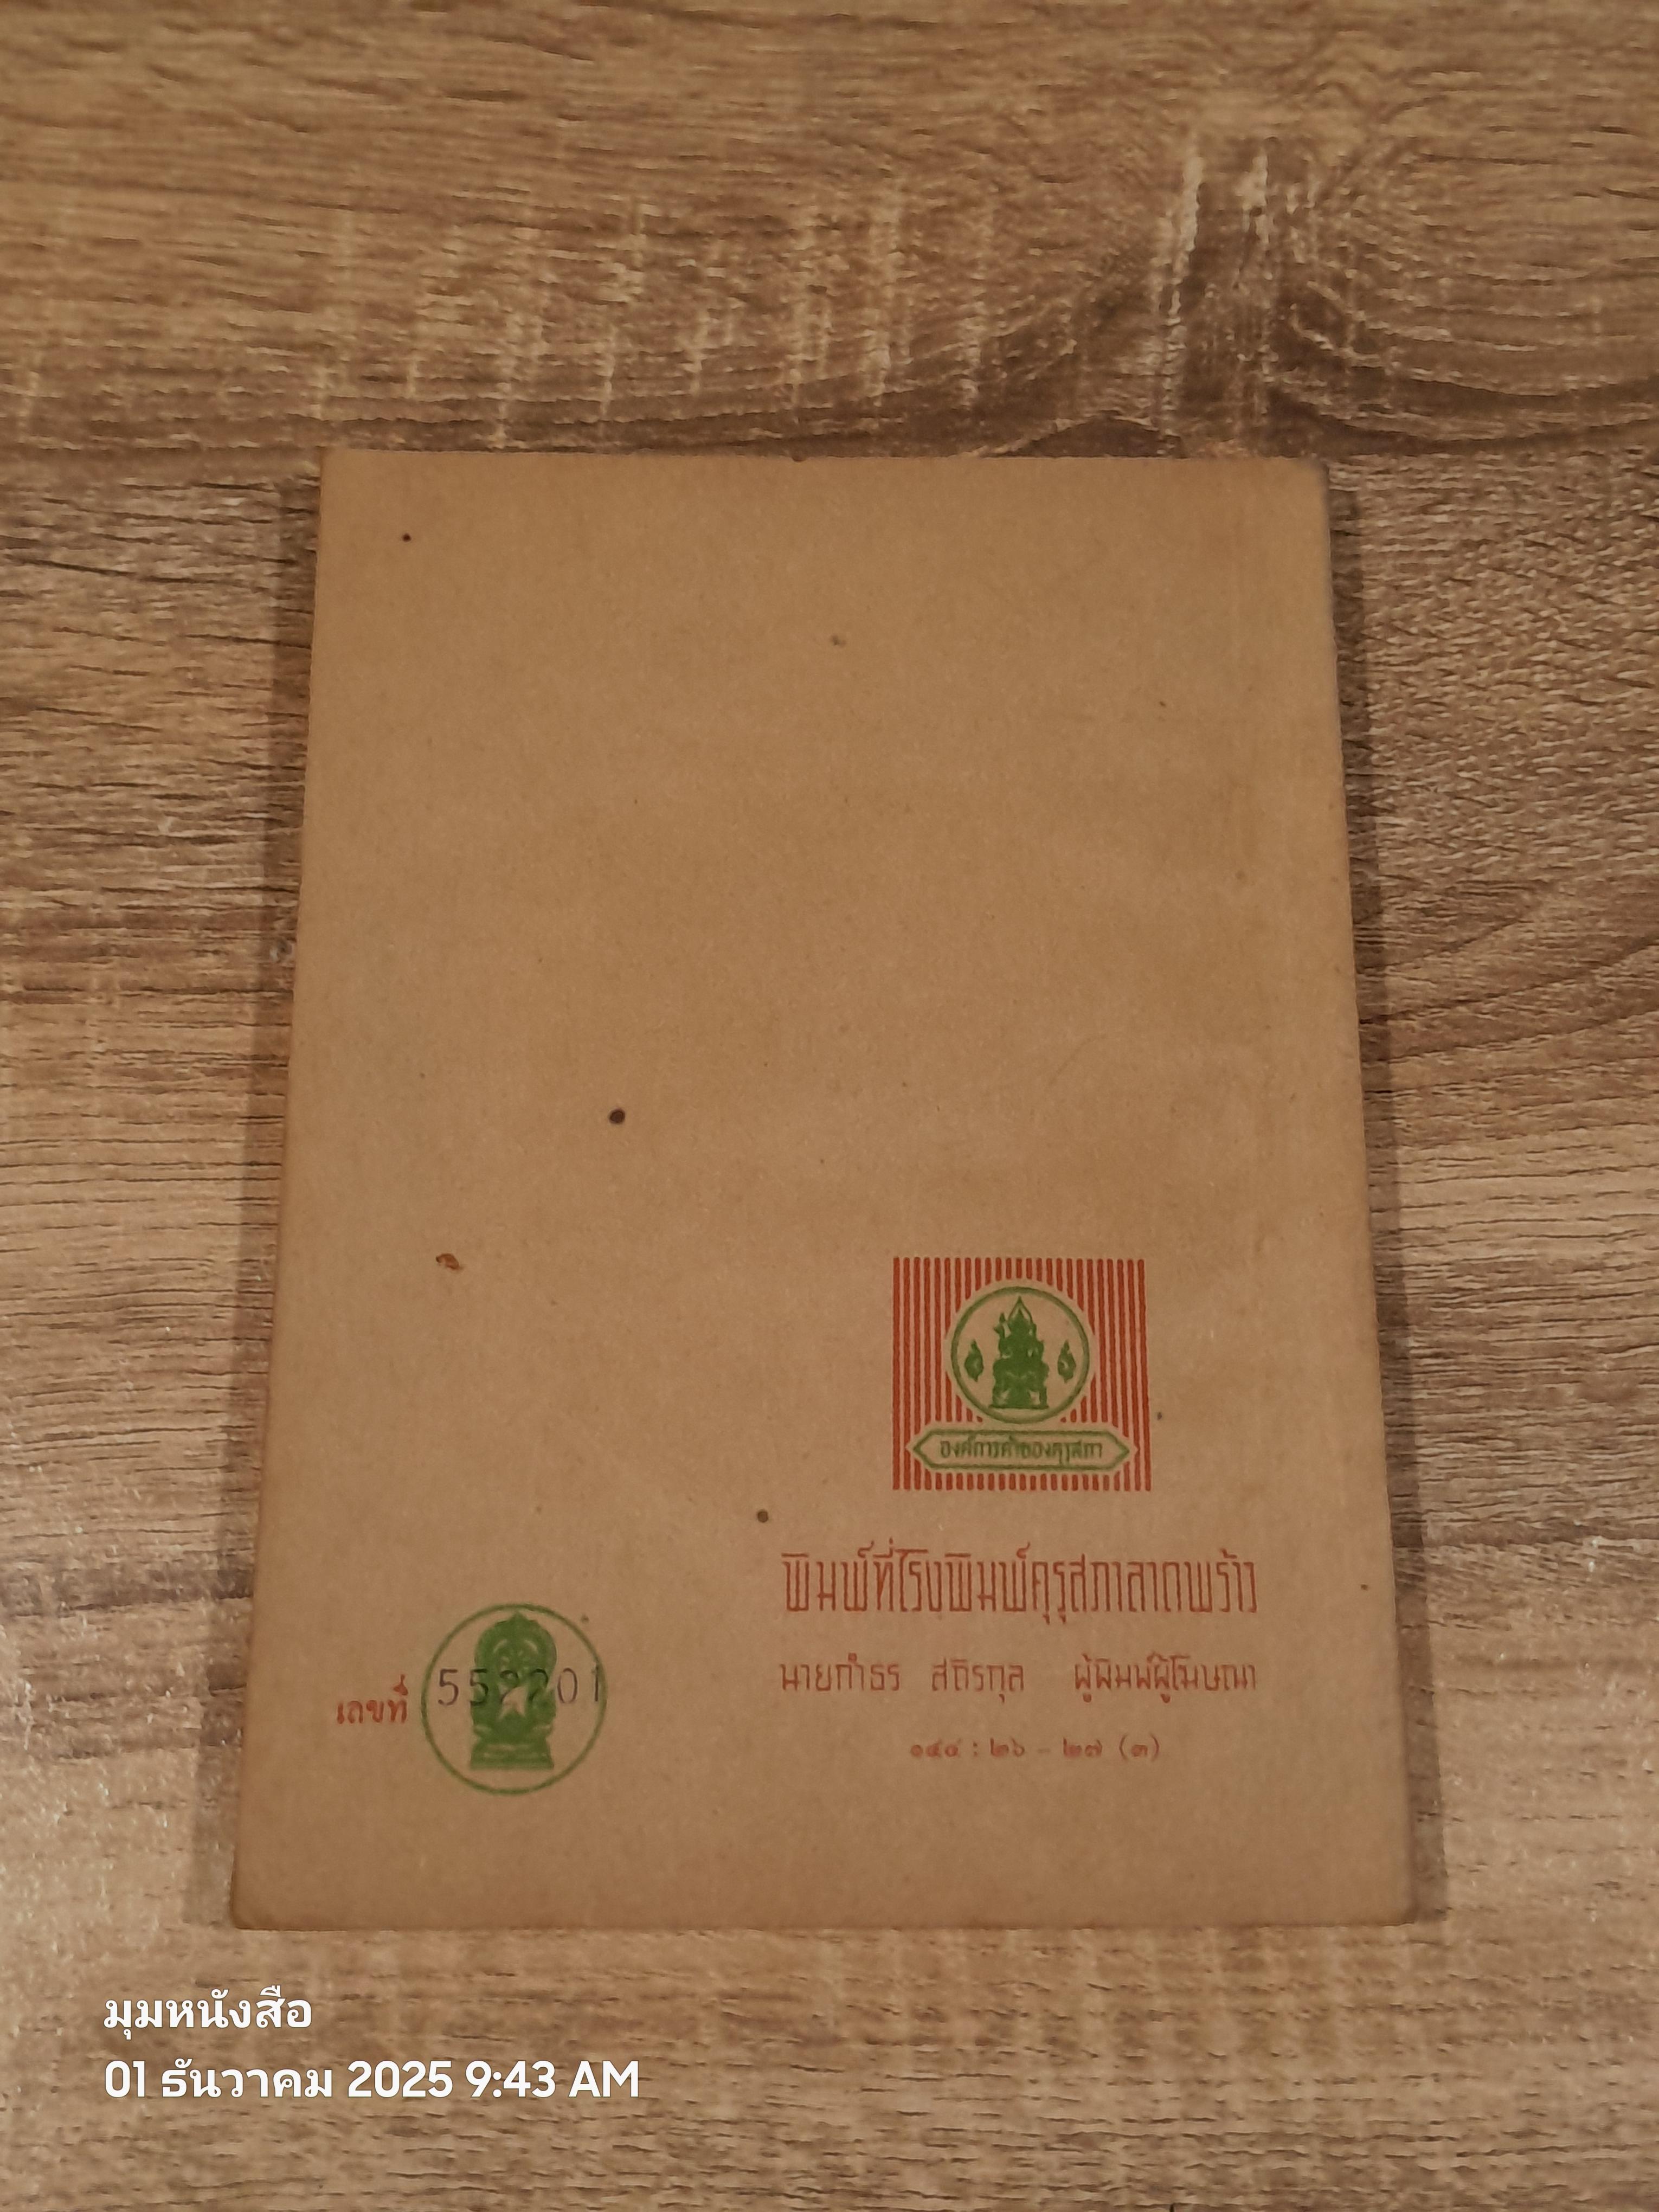 องค์การค้าของคุรุสภา
พิมพ์ที่โรงพิมพ์คุรุสภาลาดพร้าว
นายกำธร สถิรกุล ผู้พิมพ์ผู้โฆษณา
๑๔๔ : ๒๖ – ๒๗ (๓)
เลขที่ 552201
มุมหนังสือ
01 ธันวาคม 2025 9:43 AM